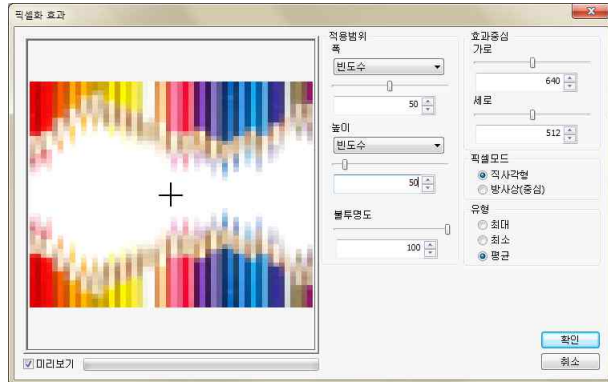 픽셀화 효과
적용범위
폭
빈도수
50
높이
빈도수
50
불투명도
100
효과중심
가로
640
세로
512
픽셀모드
직사각형
방사상(중심)
유형
최대
최소
평균
미리보기
확인
취소